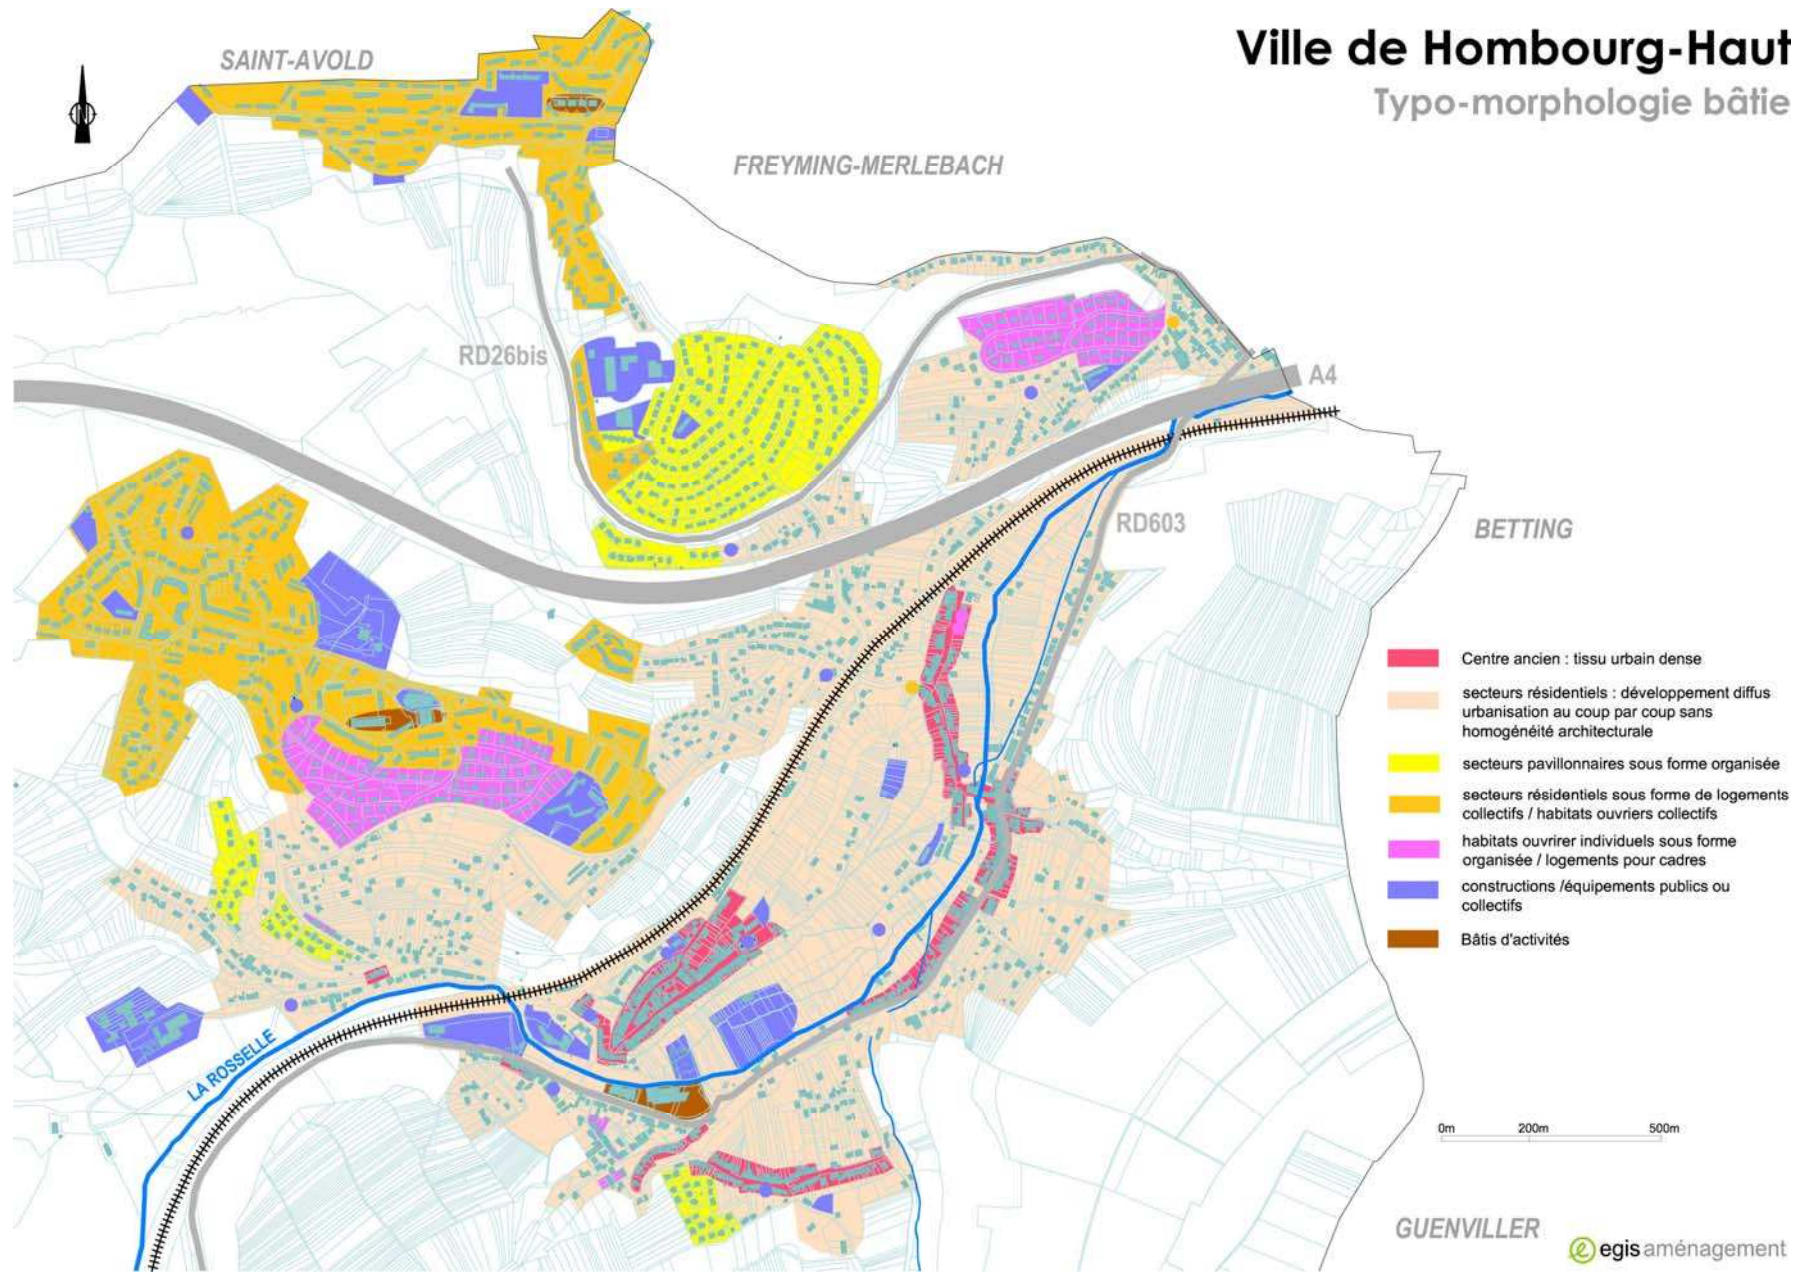 Ville de Hombourg-Haut
Typo-morphologie bâtie
SAINT-AVOLD
FREYMING-MERLEBACH
RD26bis
A4
RD603
BETTING
Centre ancien : tissu urbain dense
secteurs résidentiels : développement diffus
urbanisation au coup par coup sans
homogénéité architecturale
secteurs pavillonnaires sous forme organisée
secteurs résidentiels sous forme de logements
collectifs / habitats ouvriers collectifs
habitats ouvrirer individuels sous forme
organisée / logements pour cadres
constructions /équipements publics ou
collectifs
Bâtis d'activités
LA ROSSELLE
0m 200m 500m
GUENVILLER
egis aménagement